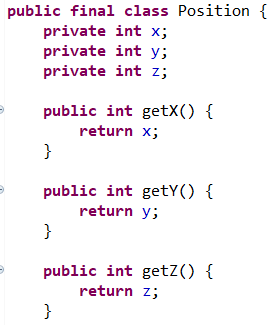 public final class Position {
    private int x;
    private int y;
    private int z;

    public int getX() {
        return x;
    }

    public int getY() {
        return y;
    }

    public int getZ() {
        return z;
    }